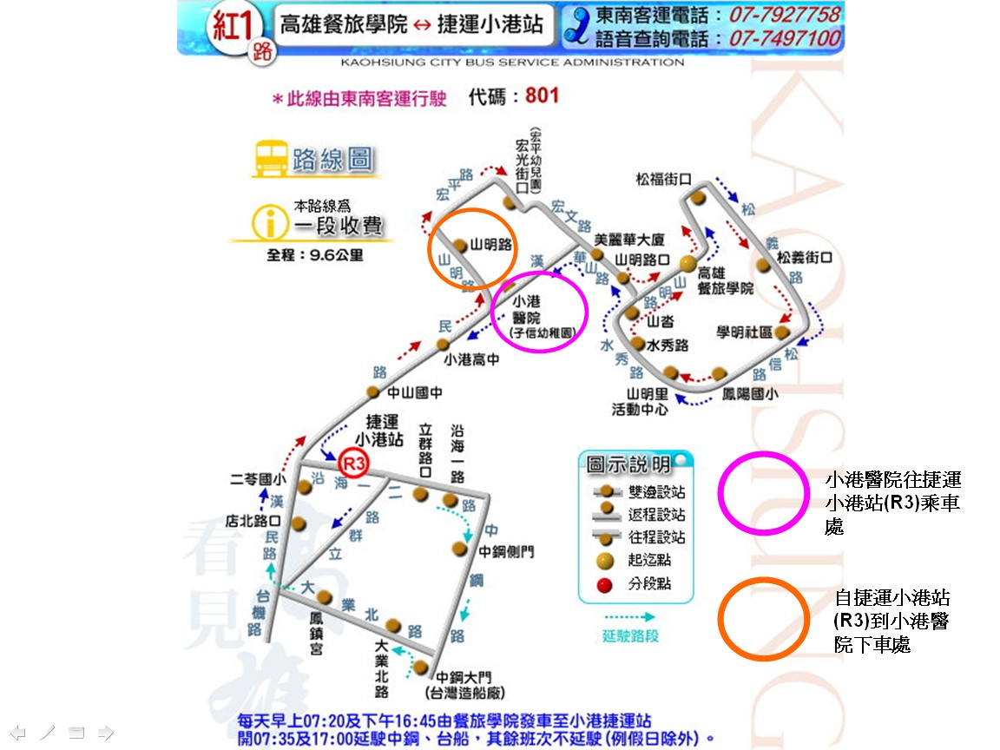 紅1路
高雄餐旅學院 ↔ 捷運小港站
東南客運電話：07-7927758
語音查詢電話：07-7497100
KAOHSIUNG CITY BUS SERVICE ADMINISTRATION
＊此線由東南客運行駛 代碼：801
路線圖
本路線為
一段收費
全程：9.6公里
宏平路
宏光街口
(宏平幼兒園)
宏文路
松福街口
松義路
美麗華大廈
山明路口
華山路
山明路
山明路
漢民路
小港
醫院
(子信幼稚園)
高雄
餐旅學院
松義街口
山明路
山沓
水秀路
水秀路
學明社區
松信路
山明里
活動中心
鳳陽國小
小港高中
中山國中
捷運
小港站
R3
立群路口
沿海一路
二苓國小
沿海一二路
店北路口
漢民路
立群路
中鋼側門
中鋼路
台機路
大業北路
鳳鎮宮
大業北路
中鋼大門
(台灣造船廠)
圖示說明
雙邊設站
返程設站
往程設站
起迄點
分段點
延駛路段
小港醫院往捷運
小港站(R3)乘車
處
自捷運小港站
(R3)到小港醫
院下車處
看見高雄
KAOHSIUNG
每天早上07:20及下午16:45由餐旅學院發車至小港捷運站
開07:35及17:00延駛中鋼、台船，其餘班次不延駛(例假日除外)。